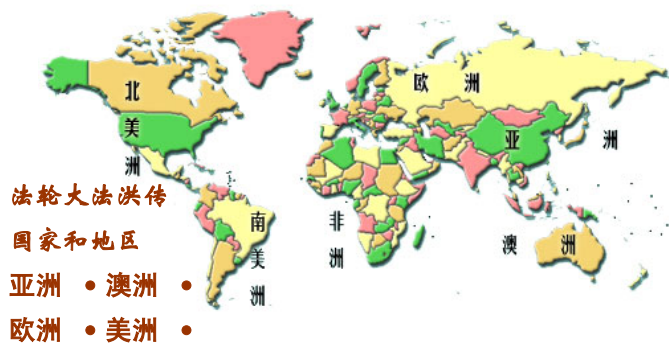 欧洲
北美洲
亚洲
南美洲
非洲
澳洲
法轮大法洪传
国家和地区
亚洲 • 澳洲 •
欧洲 • 美洲 •